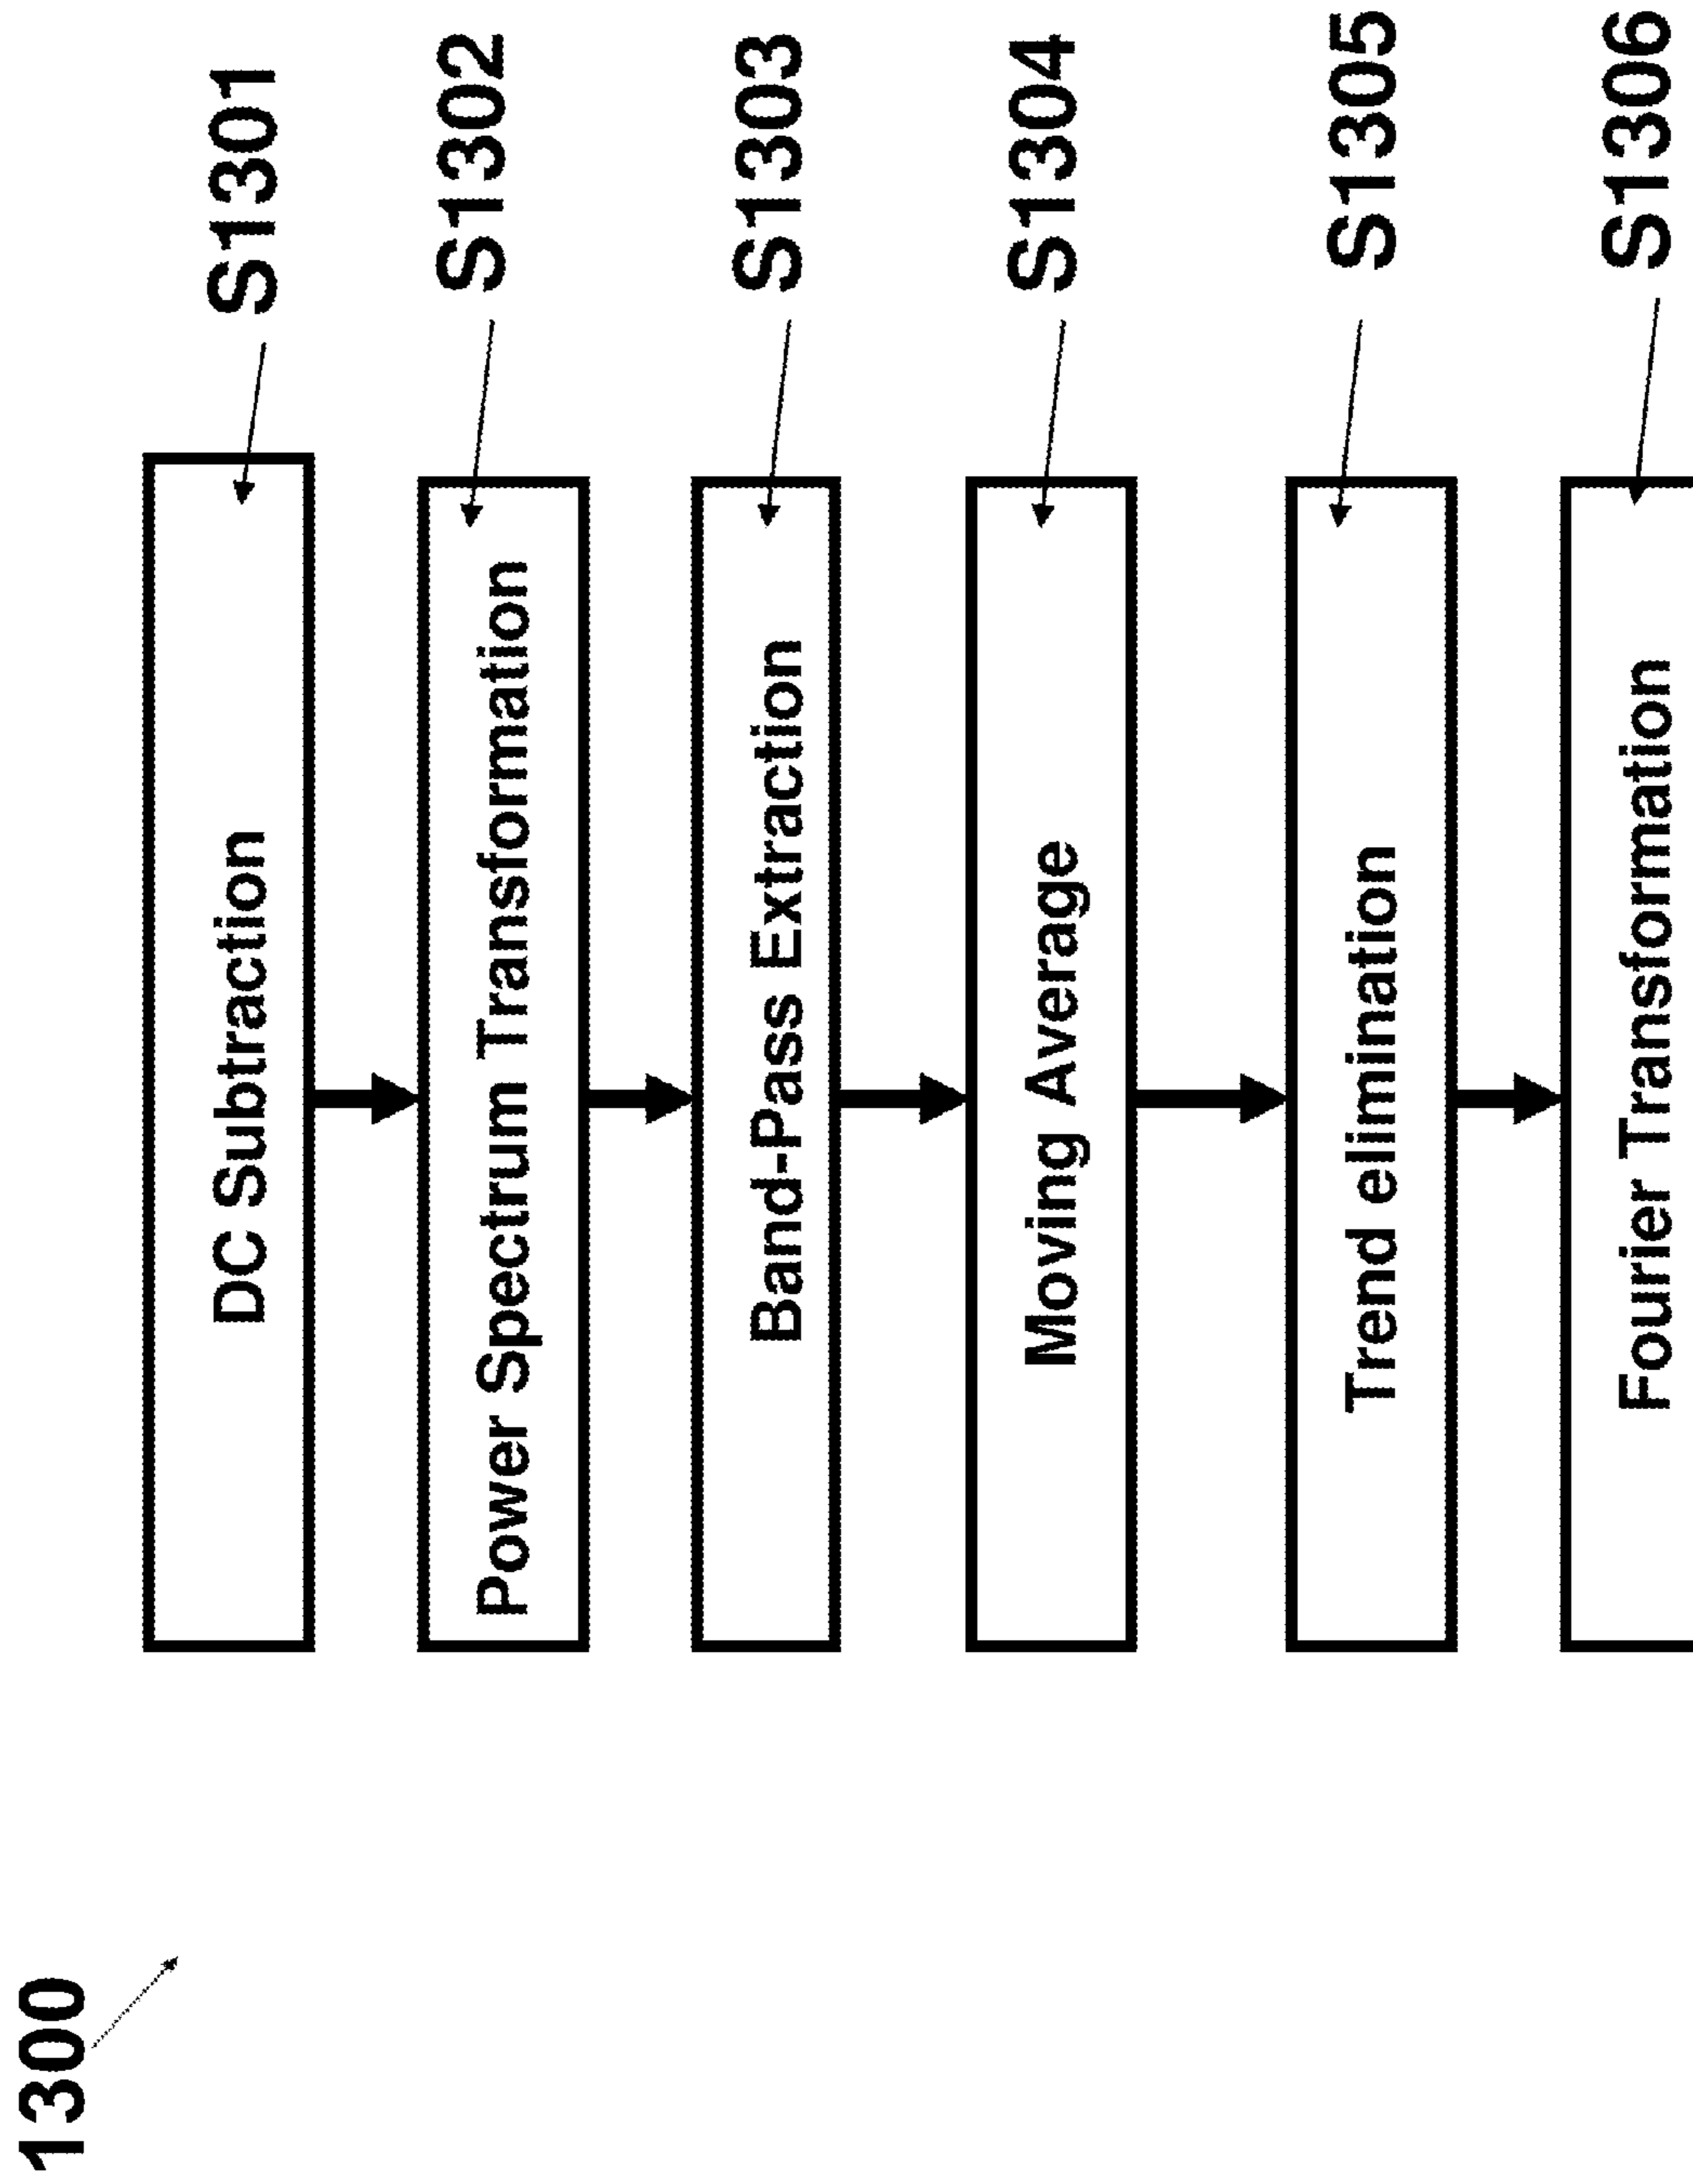 1300
DC Subtraction
S1301
Power Spectrum Transformation
S1302
Band-Pass Extraction
S1303
Moving Average
S1304
Trend elimination
S1305
Fourier Transformation
S1306